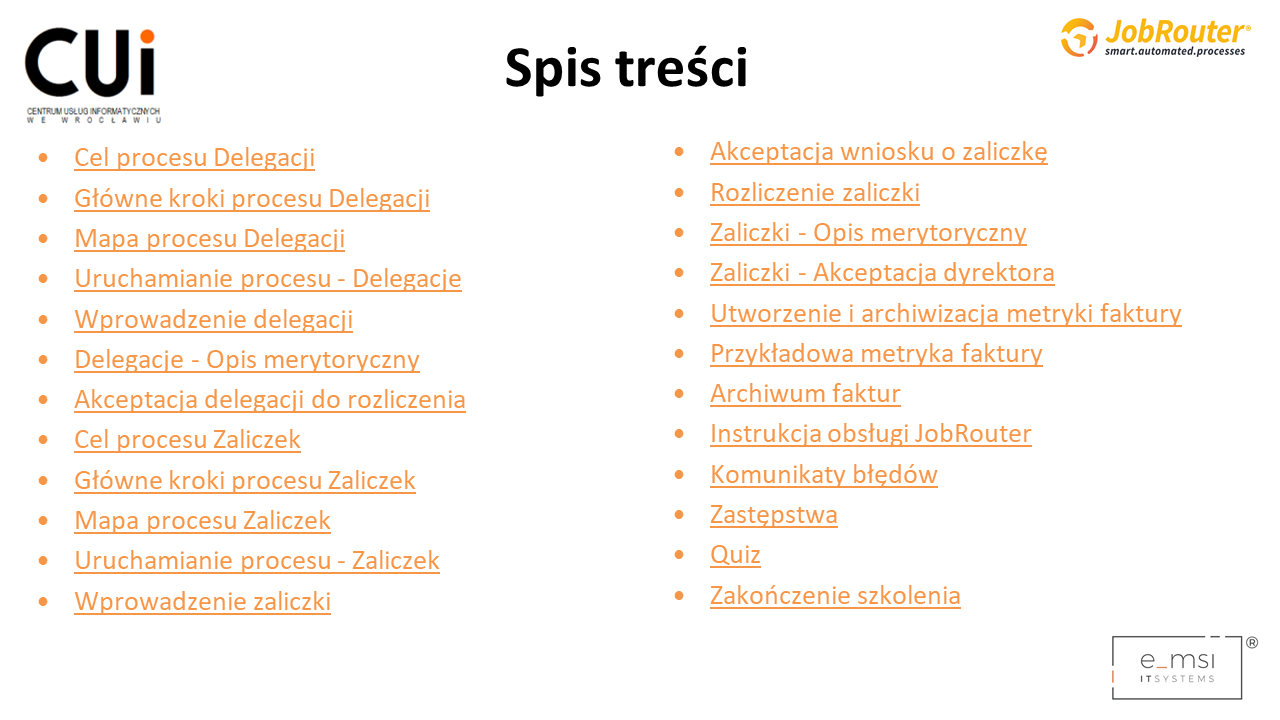 CUi
CENTRUM USŁUG INFORMATYCZNYCH
WE WROCŁAWIU
Spis treści
JobRouter®
smart.automated.processes
• Cel procesu Delegacji
• Główne kroki procesu Delegacji
• Mapa procesu Delegacji
• Uruchamianie procesu - Delegacje
• Wprowadzenie delegacji
• Delegacje - Opis merytoryczny
• Akceptacja delegacji do rozliczenia
• Cel procesu Zaliczek
• Główne kroki procesu Zaliczek
• Mapa procesu Zaliczek
• Uruchamianie procesu - Zaliczek
• Wprowadzenie zaliczki
• Akceptacja wniosku o zaliczkę
• Rozliczenie zaliczki
• Zaliczki - Opis merytoryczny
• Zaliczki - Akceptacja dyrektora
• Utworzenie i archiwizacja metryki faktury
• Przykładowa metryka faktury
• Archiwum faktur
• Instrukcja obsługi JobRouter
• Komunikaty błędów
• Zastępstwa
• Quiz
• Zakończenie szkolenia
e_msi ®
ITSYSTEMS